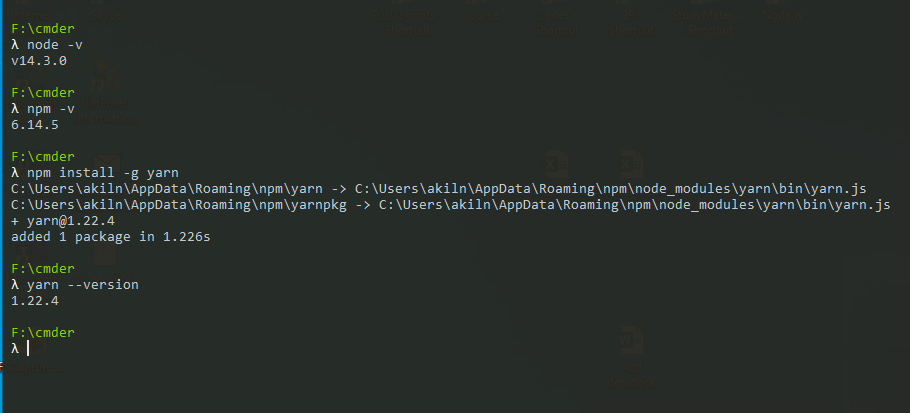 F:\cmder
λ node -v
v14.3.0
F:\cmder
λ npm -v
6.14.5
F:\cmder
λ npm install -g yarn
C:\Users\akiln\AppData\Roaming\npm\yarn -> C:\Users\akiln\AppData\Roaming\npm\node_modules\yarn\bin\yarn.js
C:\Users\akiln\AppData\Roaming\npm\yarnpkg -> C:\Users\akiln\AppData\Roaming\npm\node_modules\yarn\bin\yarn.js
+ yarn@1.22.4
added 1 package in 1.226s
F:\cmder
λ yarn --version
1.22.4
F:\cmder
λ